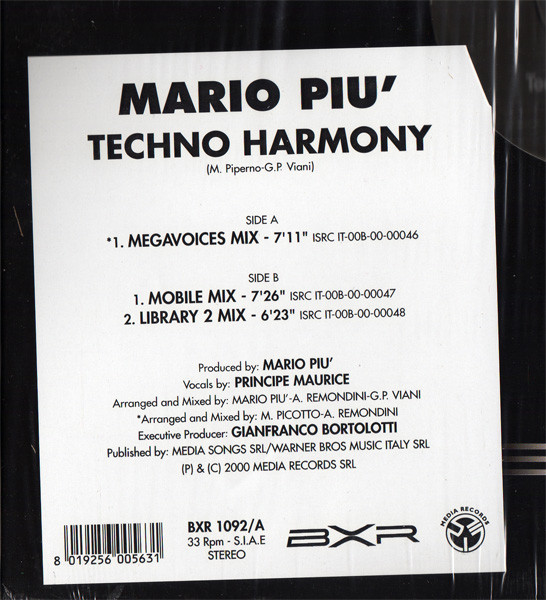 MARIO PIU'
TECHNO HARMONY
(M. Piperno-G.P. Viani)
SIDE A
*1. MEGAVOICES MIX - 7'11" ISRC IT-00B-00-00046
SIDE B
1. MOBILE MIX - 7'26" ISRC IT-00B-00-00047
2. LIBRARY 2 MIX - 6'23" ISRC IT-00B-00-00048
Produced by: MARIO PIU'
Vocals by: PRINCIPE MAURICE
Arranged and Mixed by: MARIO PIU'-A. REMONDINI-G.P. VIANI
*Arranged and Mixed by: M. PICOTTO-A. REMONDINI
Executive Producer: GIANFRANCO BORTOLOTTI
Published by: MEDIA SONGS SRL/WARNER BROS MUSIC ITALY SRL
(P) & (C) 2000 MEDIA RECORDS SRL
8 019256 005631
BXR 1092/A
33 Rpm - S.I.A.E
STEREO
BXR
MEDIA RECORDS